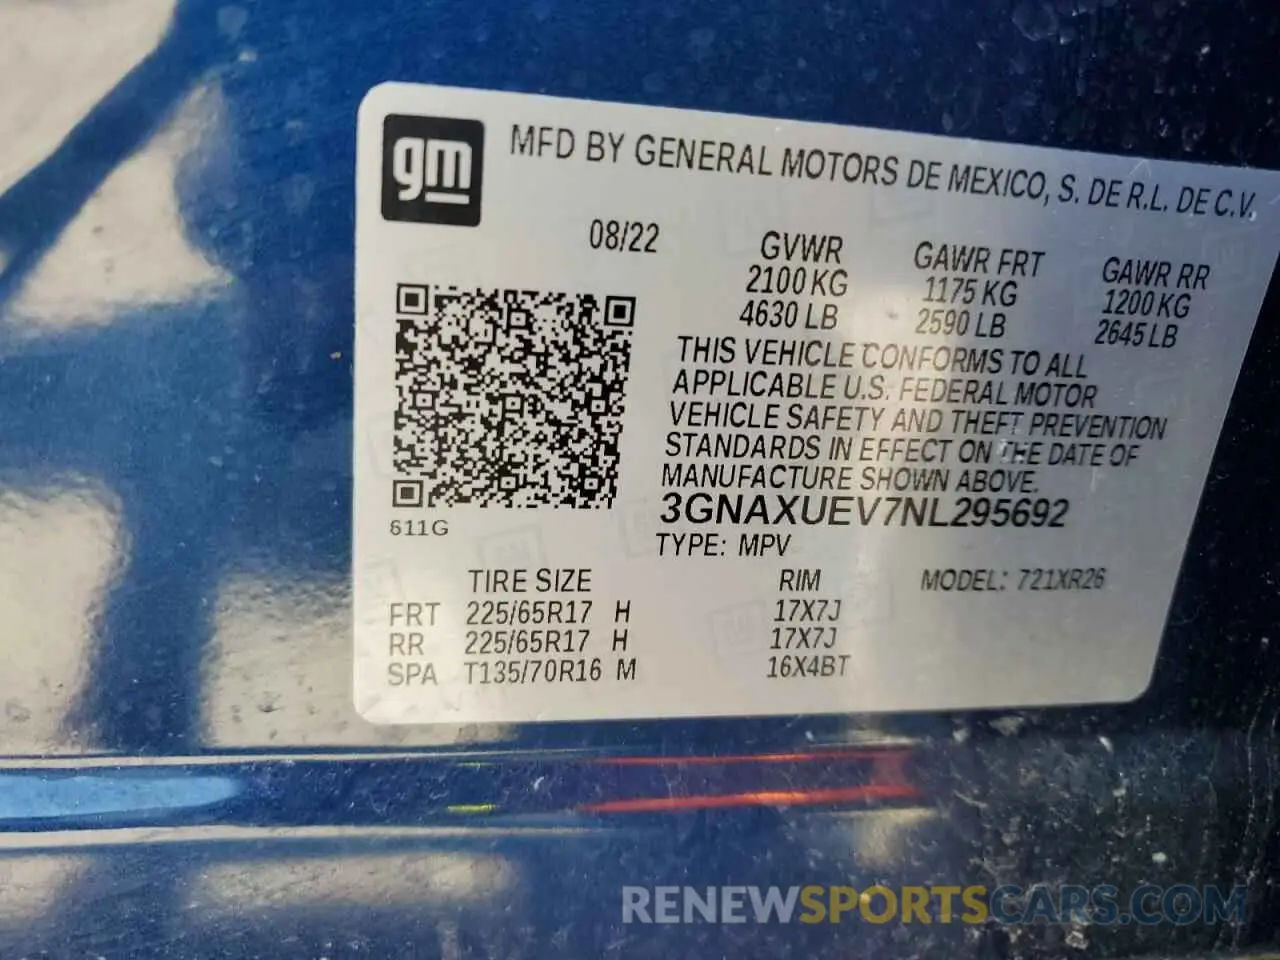 gm
MFD BY GENERAL MOTORS DE MEXICO, S. DE R.L. DE C.V.
08/22
GVWR GAWR FRT GAWR RR
2100 KG 1175 KG 1200 KG
4630 LB 2590 LB 2645 LB
THIS VEHICLE CONFORMS TO ALL
APPLICABLE U.S. FEDERAL MOTOR
VEHICLE SAFETY AND THEFT PREVENTION
STANDARDS IN EFFECT ON THE DATE OF
MANUFACTURE SHOWN ABOVE.
3GNAXUEV7NL295692
611G
TYPE: MPV
TIRE SIZE RIM MODEL: 721XR26
FRT 225/65R17 H 17X7J
RR 225/65R17 H 17X7J
SPA T135/70R16 M 16X4BT
RENEWSPORTSCARS.COM